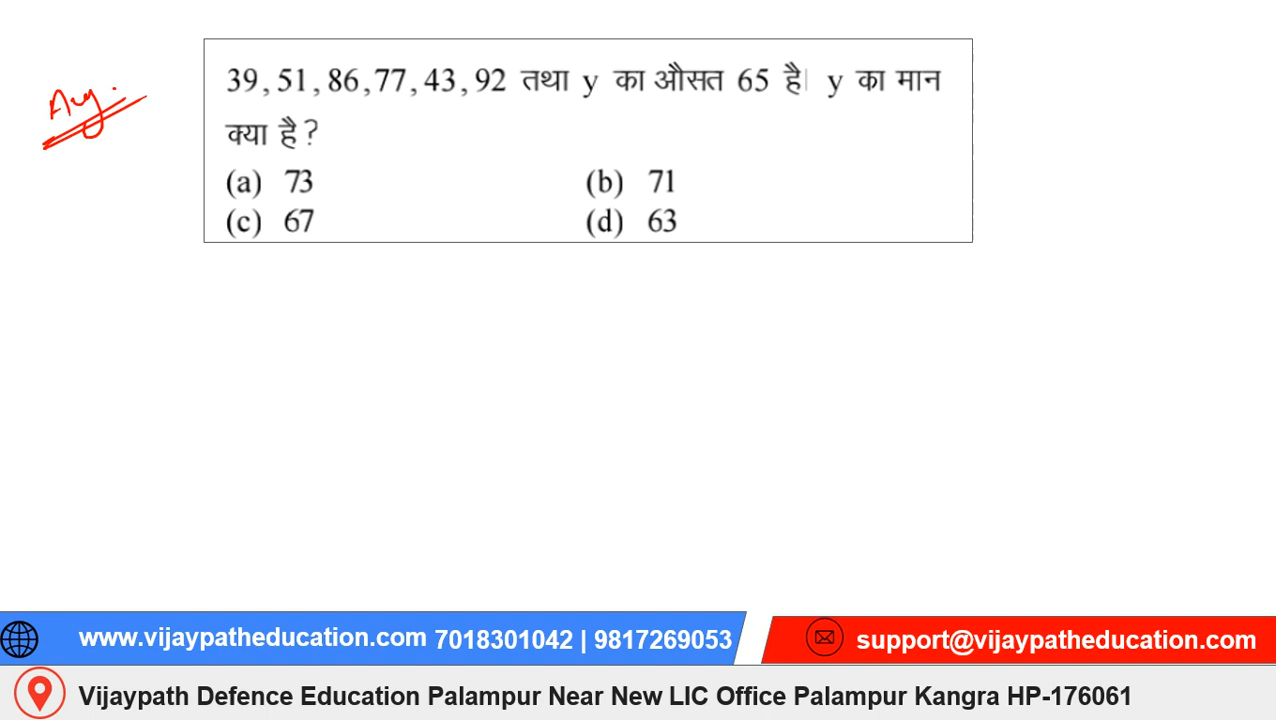 Avg.
39, 51, 86, 77, 43, 92 तथा y का औसत 65 है। y का मान
क्या है ?
(a) 73 (b) 71
(c) 67 (d) 63
www.vijaypatheducation.com 7018301042 | 9817269053 support@vijaypatheducation.com
Vijaypath Defence Education Palampur Near New LIC Office Palampur Kangra HP-176061